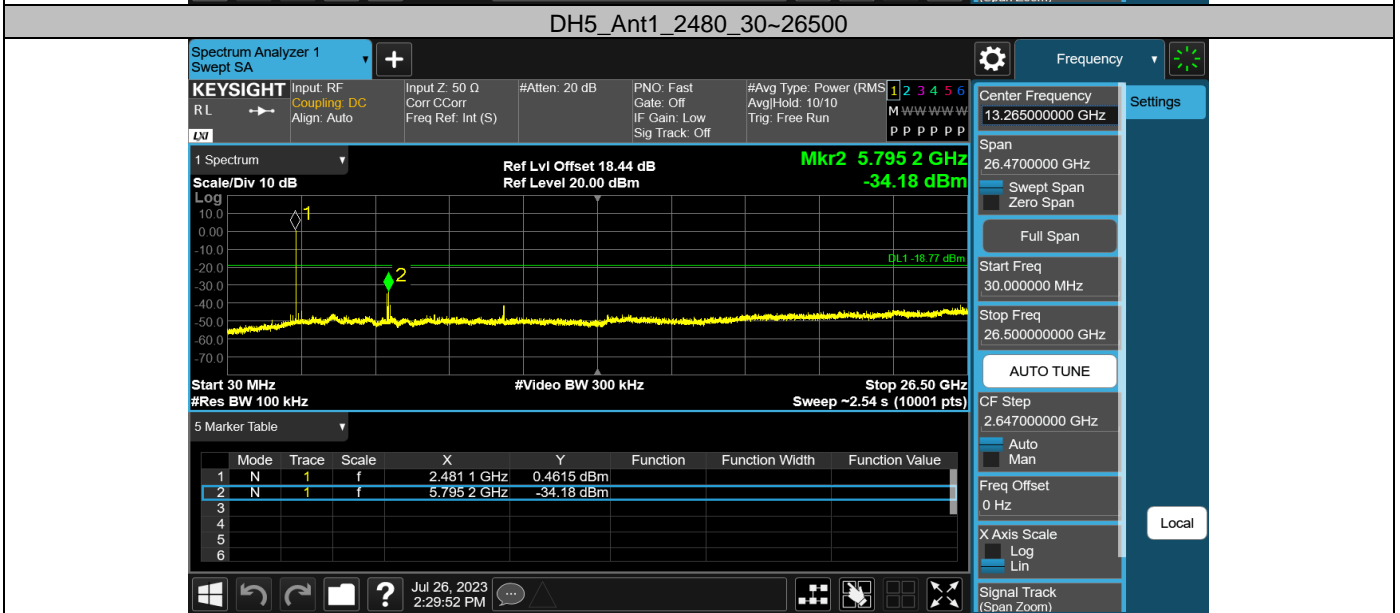 DH5_Ant1_2480_30~26500
Spectrum Analyzer 1
Swept SA
+
Frequency
KEYSIGHT
RL
LXI
Input: RF
Coupling: DC
Align: Auto
Input Z: 50 Ω
Corr CCorr
Freq Ref: Int (S)
#Atten: 20 dB
PNO: Fast
Gate: Off
IF Gain: Low
Sig Track: Off
#Avg Type: Power (RMS
Avg|Hold: 10/10
Trig: Free Run
1 2 3 4 5 6
M W W W W W
P P P P P P
Center Frequency
13.265000000 GHz
Settings
1 Spectrum
Scale/Div 10 dB
Ref Lvl Offset 18.44 dB
Ref Level 20.00 dBm
Mkr2 5.795 2 GHz
-34.18 dBm
Span
26.4700000 GHz
Swept Span
Zero Span
Full Span
Log
10.0
0.00
-10.0
-20.0
-30.0
-40.0
-50.0
-60.0
-70.0
1
2
DL1 -18.77 dBm
Start Freq
30.000000 MHz
Stop Freq
26.500000000 GHz
AUTO TUNE
Start 30 MHz
#Res BW 100 kHz
#Video BW 300 kHz
Stop 26.50 GHz
Sweep ~2.54 s (10001 pts)
CF Step
2.647000000 GHz
Auto
Man
5 Marker Table
Mode Trace Scale X Y Function Function Width Function Value
1 N 1 f 2.481 1 GHz 0.4615 dBm
2 N 1 f 5.795 2 GHz -34.18 dBm
3
4
5
6
Freq Offset
0 Hz
X Axis Scale
Log
Lin
Local
Signal Track
(Span Zoom)
?
Jul 26, 2023
2:29:52 PM